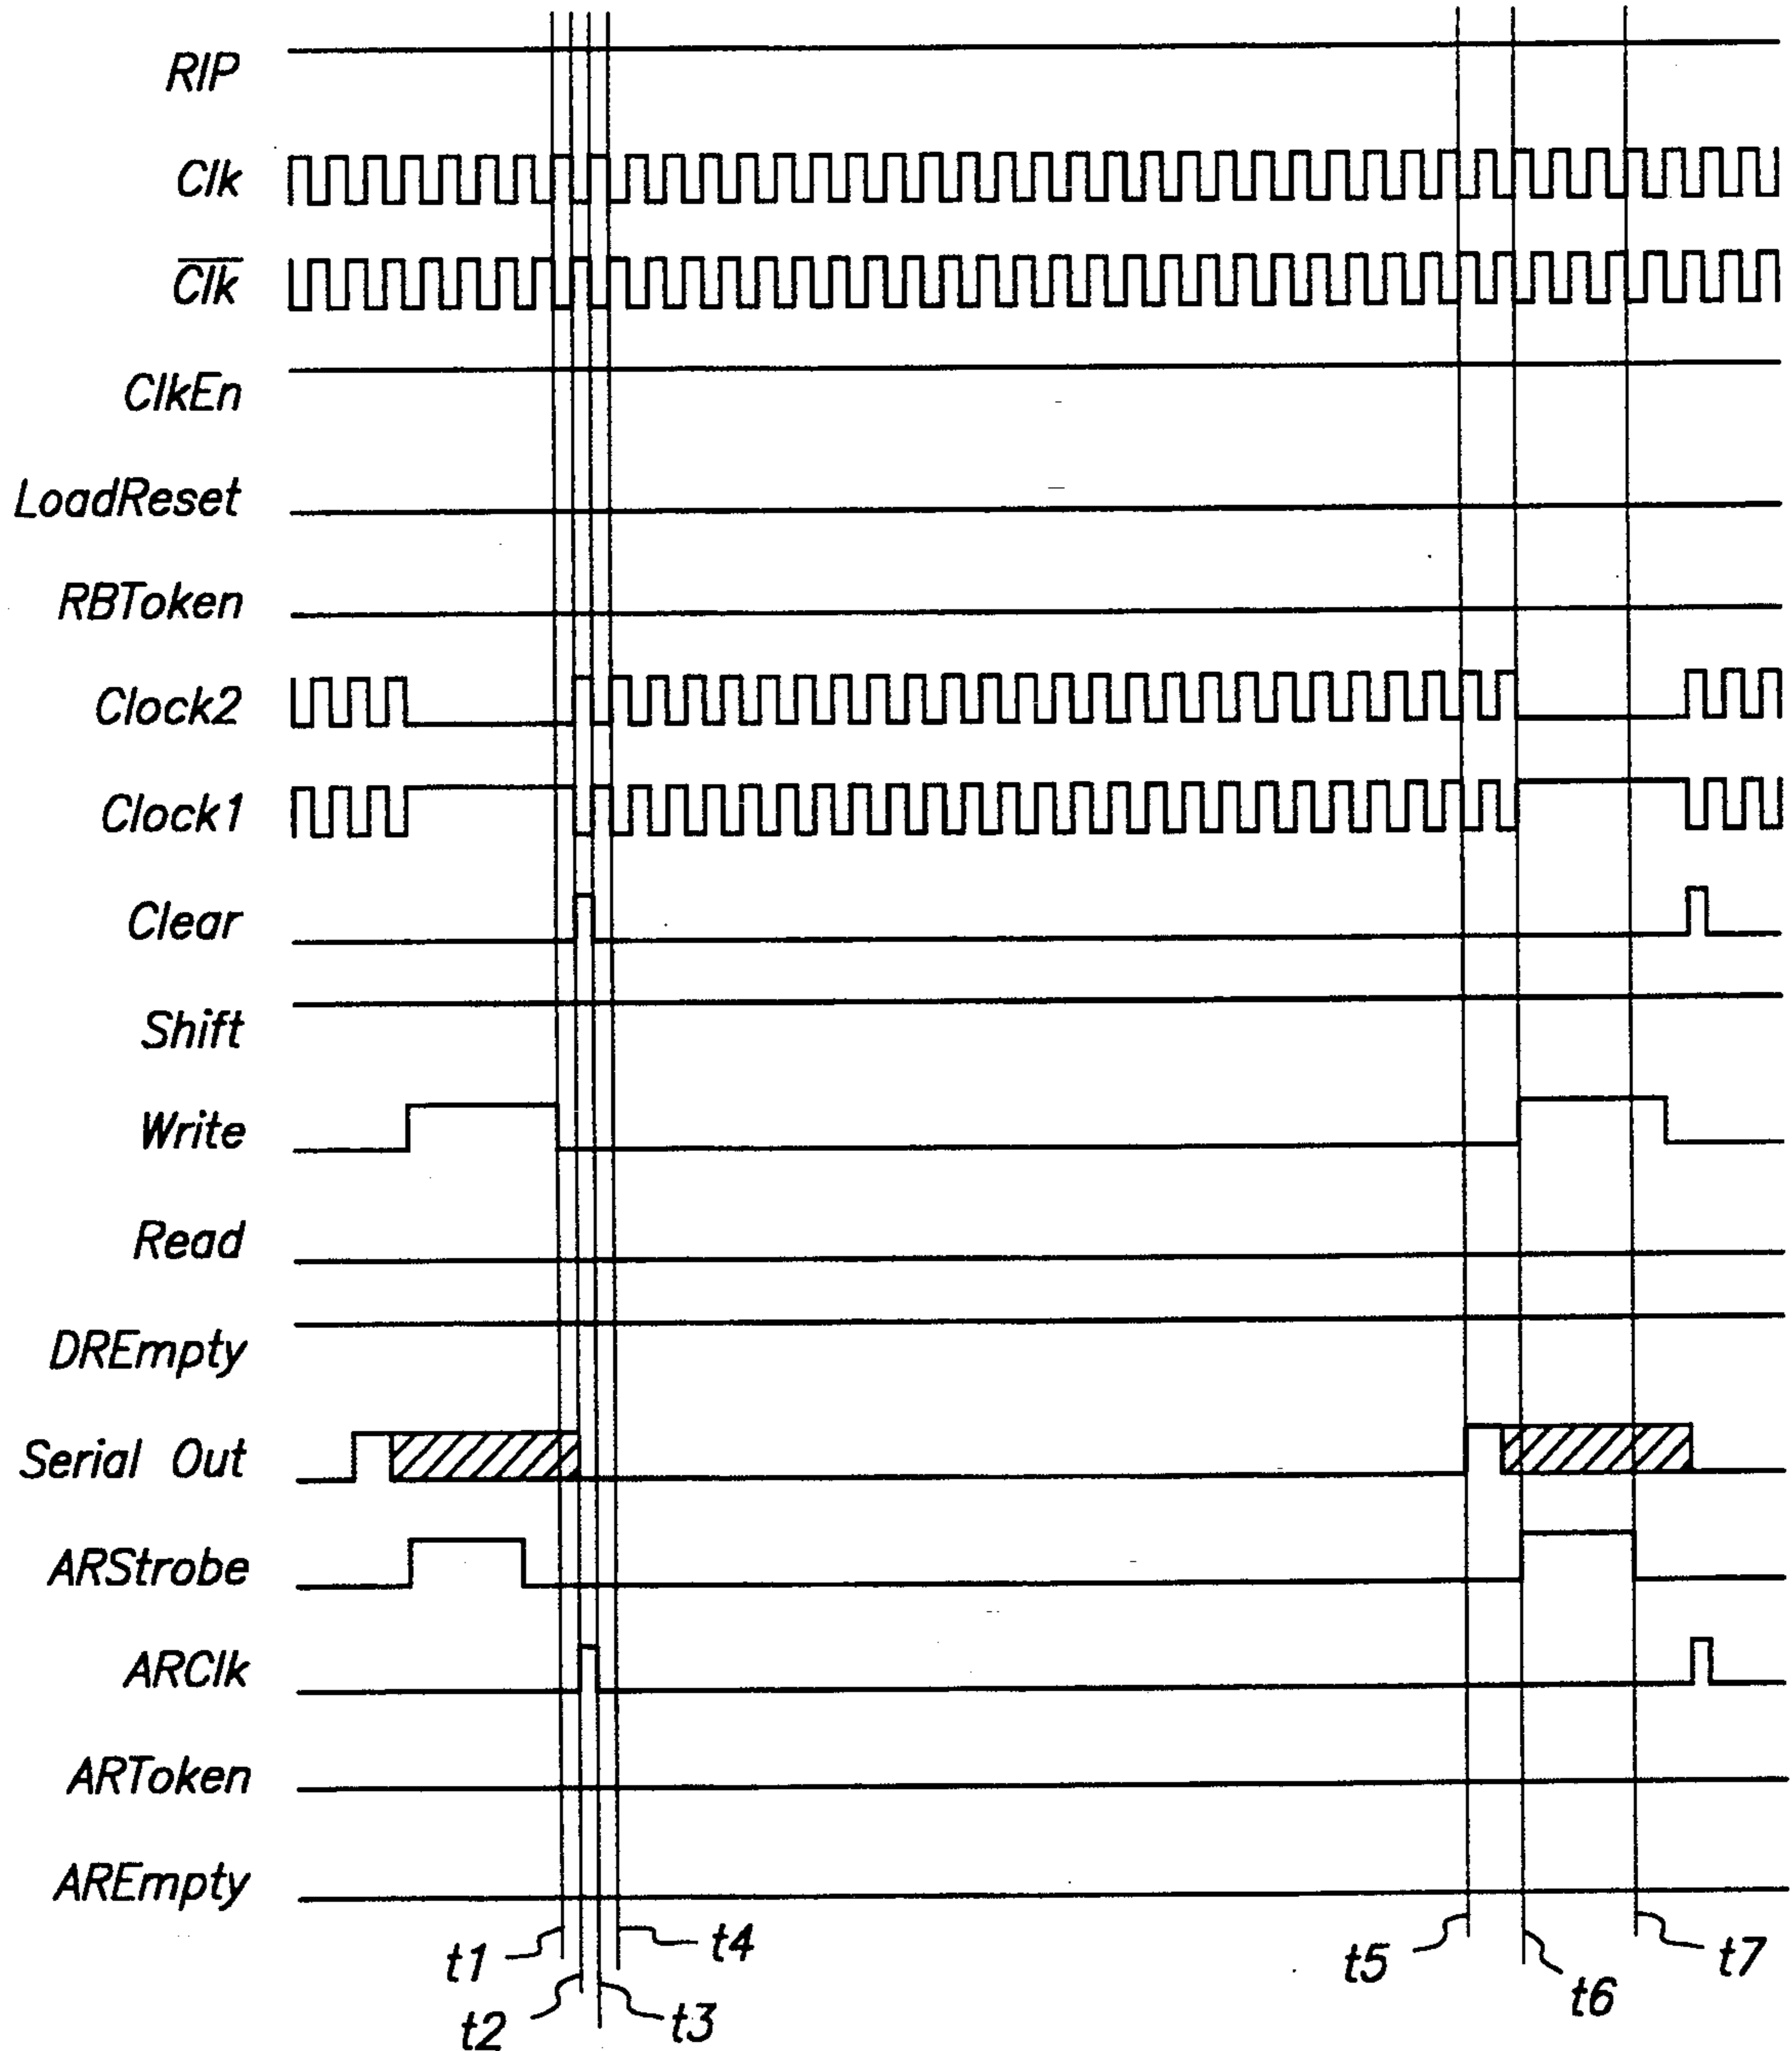 RIP
Clk
C̅l̅k̅
ClkEn
LoadReset
RBToken
Clock2
Clock1
Clear
Shift
Write
Read
DREmpty
Serial Out
ARStrobe
ARClk
ARToken
AREmpty
t1
t2
t3
t4
t5
t6
t7